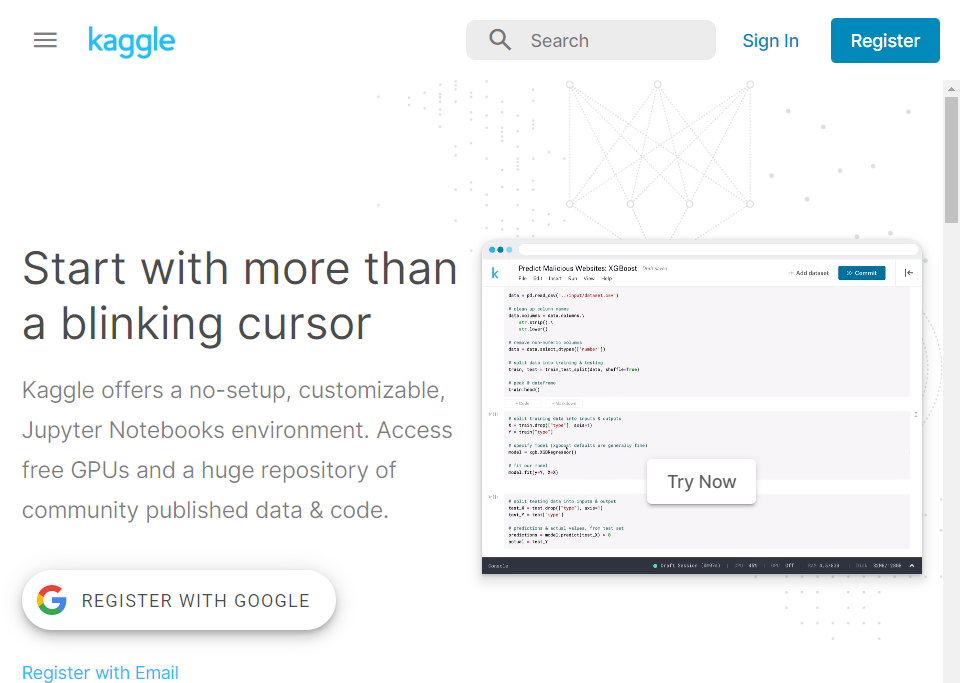 kaggle
Search
Sign In
Register
Start with more than
a blinking cursor
Kaggle offers a no-setup, customizable,
Jupyter Notebooks environment. Access
free GPUs and a huge repository of
community published data & code.
REGISTER WITH GOOGLE
Register with Email
k
Predict Malicious Websites: XGBoost Draft saved
File Edit Insert Run View Help
+ Add dataset
Commit
data = pd.read_csv('../input/dataset.csv')
# clean up column names
data.columns = data.columns.\
str.strip().\
str.lower()
# remove non-numeric columns
data = data.select_dtypes(['number'])
# split data into training & testing
train, test = train_test_split(data, shuffle=True)
# peek @ dataframe
train.head()
+ Code + Markdown
# split training data into inputs & outputs
X = train.drop(["type"], axis=1)
Y = train["type"]
# specify model (xgboost defaults are generally fine)
model = xgb.XGBRegressor()
# fit our model
model.fit(y=Y, X=X)
Try Now
# split testing data into inputs & output
test_X = test.drop(["type"], axis=1)
test_Y = test["type"]
# predictions & actual values, from test set
predictions = model.predict(test_X) > 0
actual = test_Y
Console
Draft Session
CPU
GPU Off